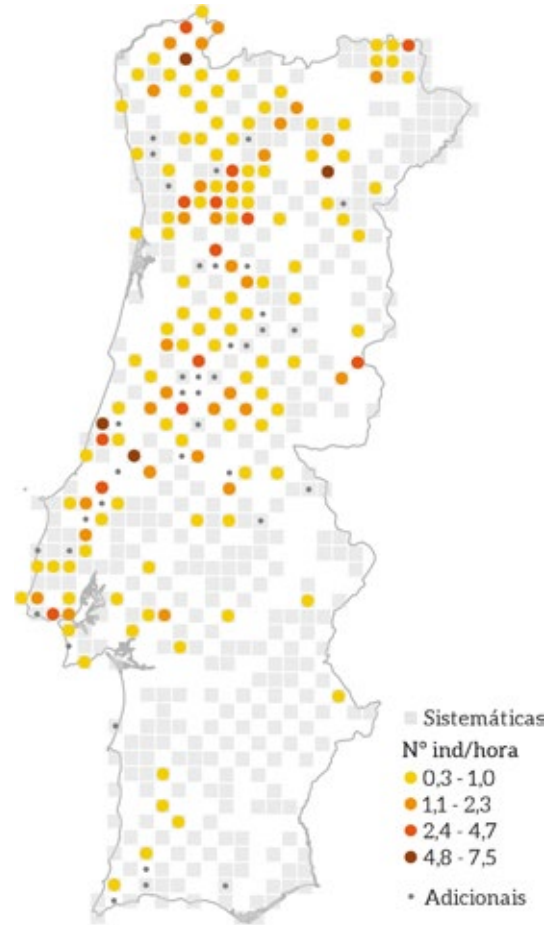 Sistemáticas
N° ind/hora
0,3 - 1,0
1,1 - 2,3
2,4 - 4,7
4,8 - 7,5
Adicionais